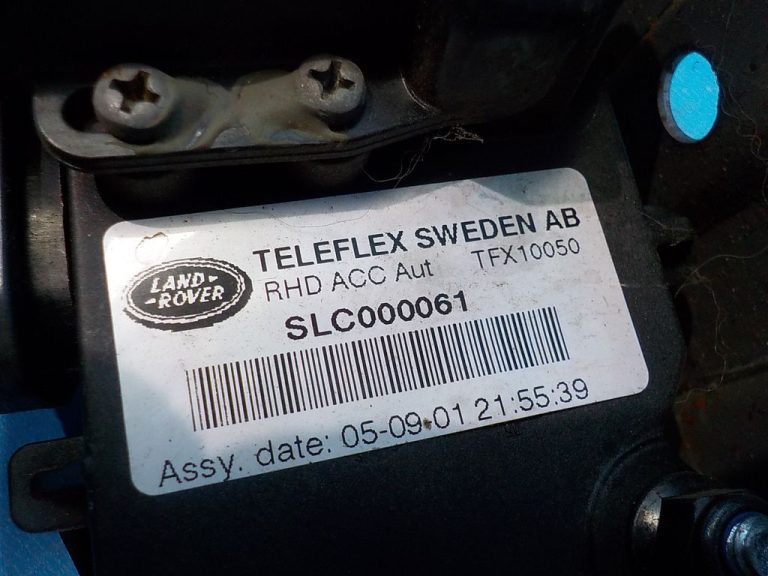 LAND-
-ROVER
TELEFLEX SWEDEN AB
RHD ACC Aut TFX10050
SLC000061
Assy. date: 05-09-01 21:55:39